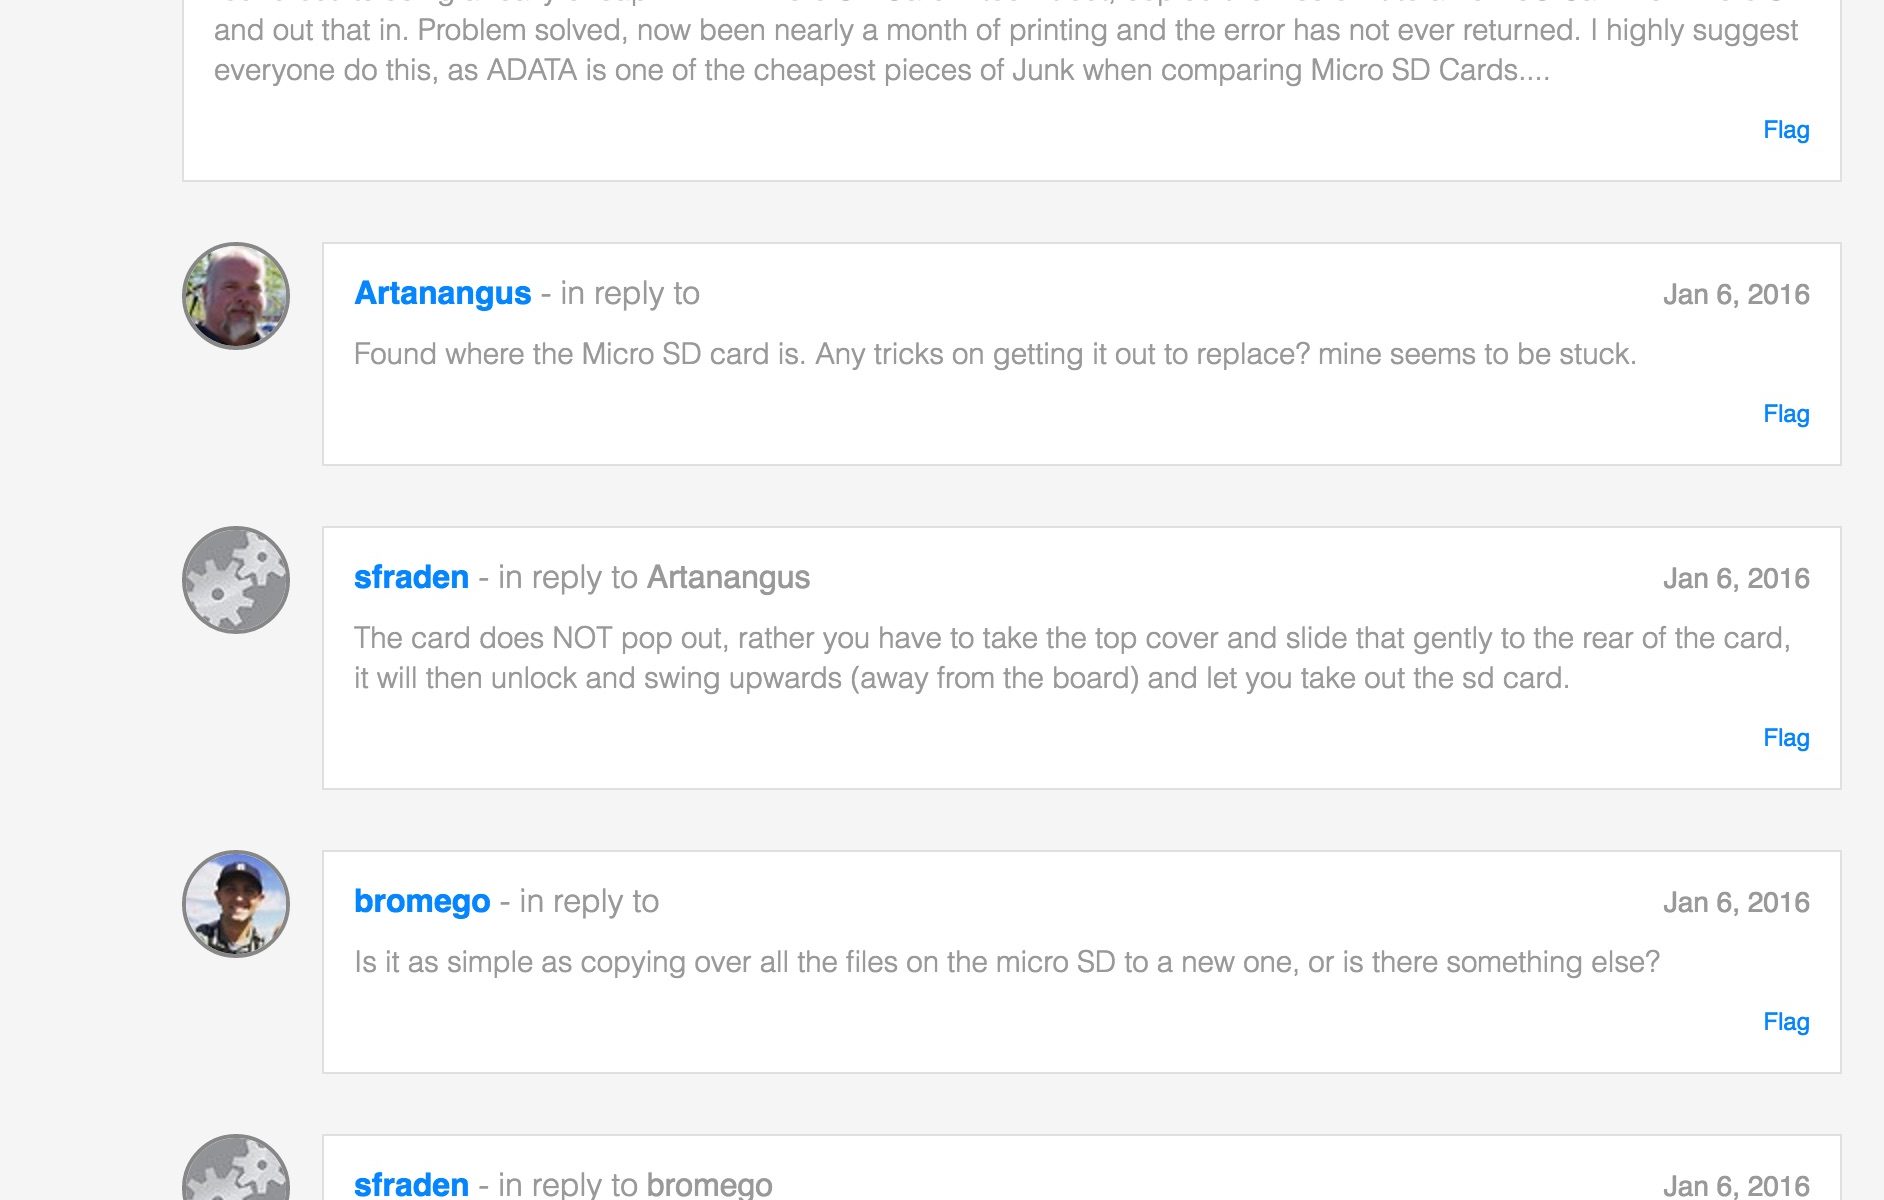 and out that in. Problem solved, now been nearly a month of printing and the error has not ever returned. I highly suggest
everyone do this, as ADATA is one of the cheapest pieces of Junk when comparing Micro SD Cards....
Flag
Artanangus - in reply to
Jan 6, 2016
Found where the Micro SD card is. Any tricks on getting it out to replace? mine seems to be stuck.
Flag
sfraden - in reply to Artanangus
Jan 6, 2016
The card does NOT pop out, rather you have to take the top cover and slide that gently to the rear of the card,
it will then unlock and swing upwards (away from the board) and let you take out the sd card.
Flag
bromego - in reply to
Jan 6, 2016
Is it as simple as copying over all the files on the micro SD to a new one, or is there something else?
Flag
sfraden - in reply to bromego
Jan 6, 2016